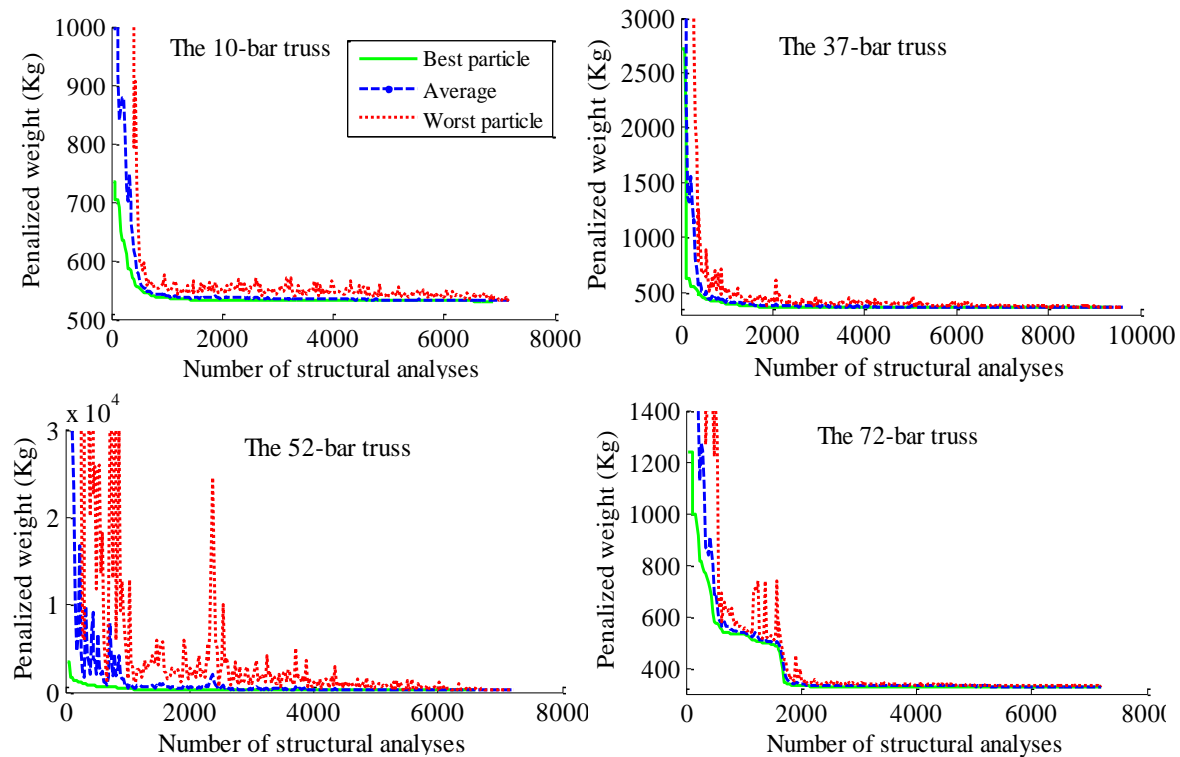 The 10-bar truss
Best particle
Average
Worst particle
Penalized weight (Kg)
1000
900
800
700
600
500
0
2000
4000
6000
8000
Number of structural analyses
The 37-bar truss
Penalized weight (Kg)
3000
2500
2000
1500
1000
500
0
2000
4000
6000
8000
10000
Number of structural analyses
x 10^4
The 52-bar truss
Penalized weight (Kg)
3
2
1
0
0
2000
4000
6000
8000
Number of structural analyses
The 72-bar truss
Penalized weight (Kg)
1400
1200
1000
800
600
400
0
2000
4000
6000
8000
Number of structural analyses